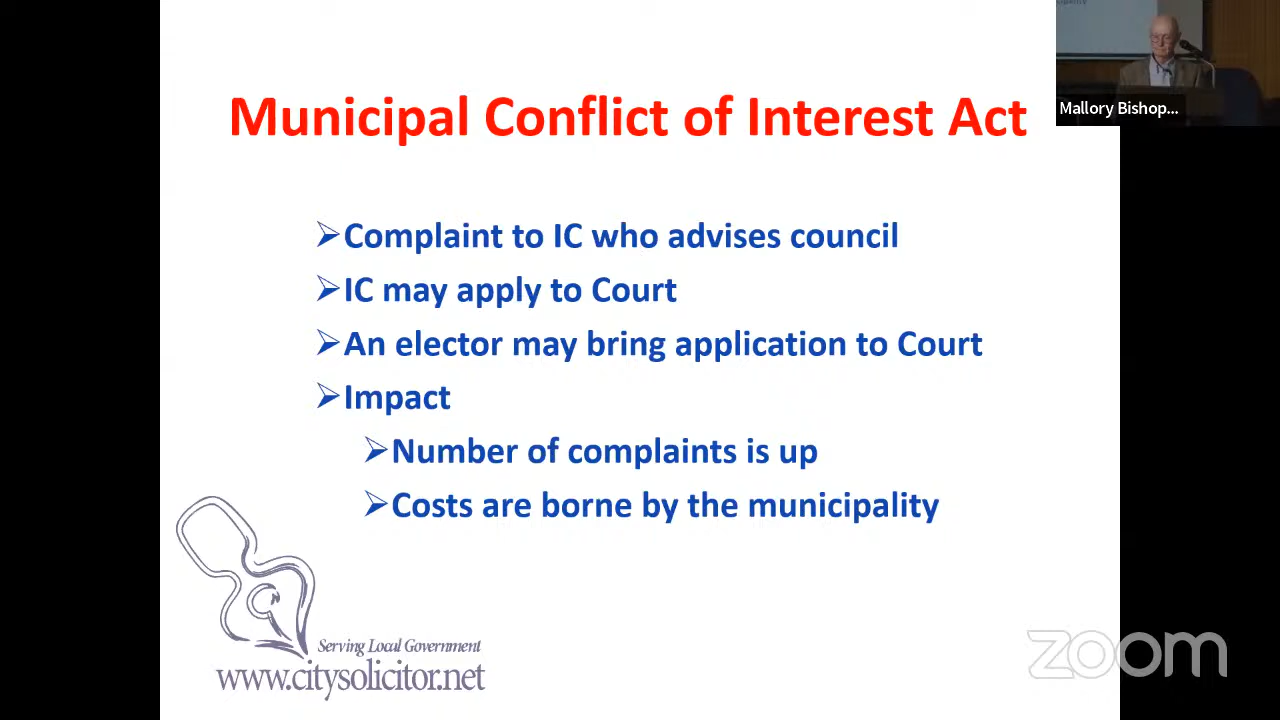 Municipal Conflict of Interest Act
Mallory Bishop...
Complaint to IC who advises council
IC may apply to Court
An elector may bring application to Court
Impact
Number of complaints is up
Costs are borne by the municipality
Serving Local Government
www.citysolicitor.net
zoom